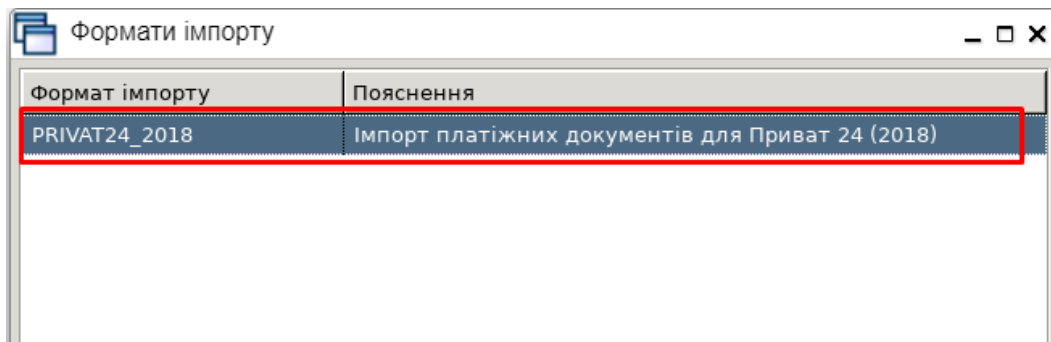 Формати імпорту
Формат імпорту Пояснення
PRIVAT24_2018 Імпорт платіжних документів для Приват 24 (2018)